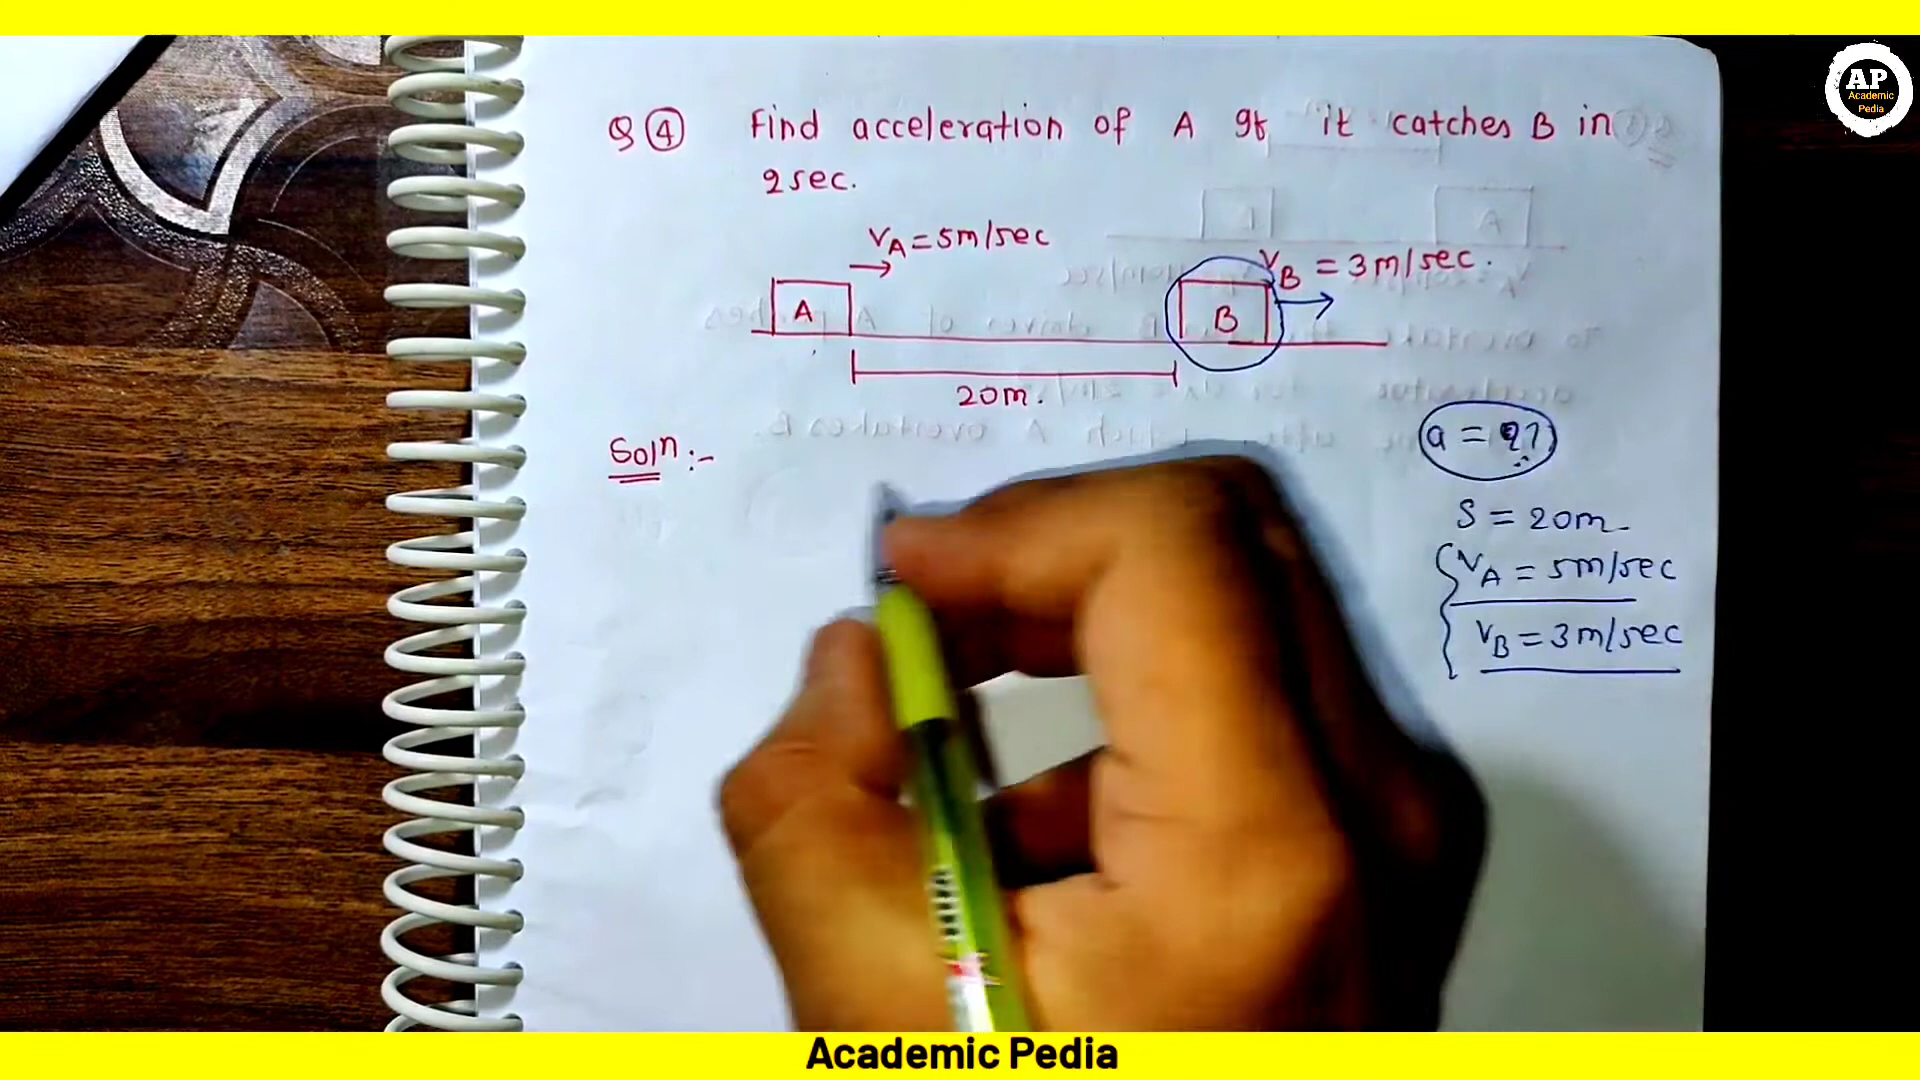 Q ④ Find acceleration of A If it catches B in
2 sec.
VA = 5m/sec
VB = 3m/sec.
A
B
20m.
Soln :-
a = ??
S = 20m.
VA = 5m/sec
VB = 3m/sec
AP
Academic
Pedia
Academic Pedia